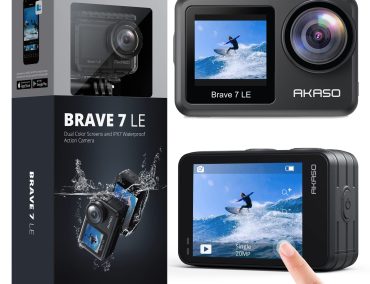 BRAVE 7 LE
Dual Color Screens and IPX7 Waterproof
Action Camera
BRAVE 7 LE
Brave 7 LE
AKASO
AKASO
Single
20MP